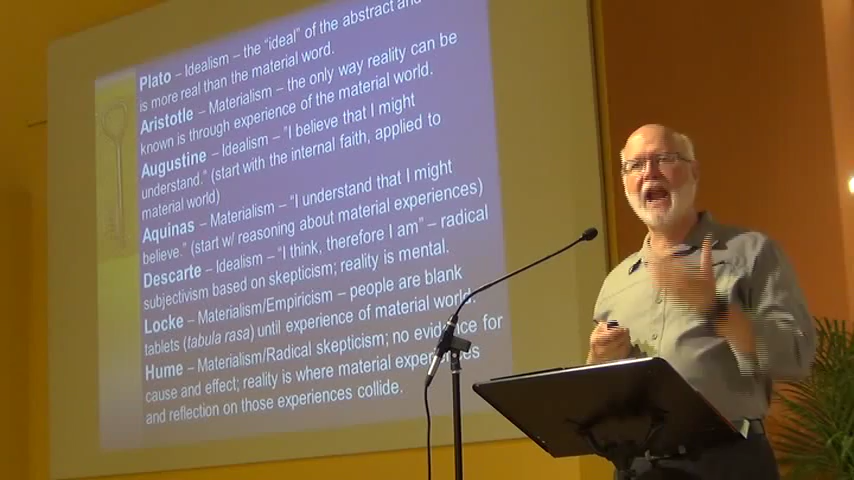 Plato – Idealism – the "ideal" of the abstract and
is more real than the material word.
Aristotle – Materialism – the only way reality can be
known is through experience of the material world.
Augustine – Idealism – "I believe that I might
understand." (start with the internal faith, applied to
material world)
Aquinas – Materialism – "I understand that I might
believe." (start w/ reasoning about material experiences)
Descarte – Idealism – "I think, therefore I am" – radical
subjectivism based on skepticism; reality is mental.
Locke – Materialism/Empiricism – people are blank
tablets (tabula rasa) until experience of material world.
Hume – Materialism/Radical skepticism; no evidence for
cause and effect; reality is where material experiences
and reflection on those experiences collide.